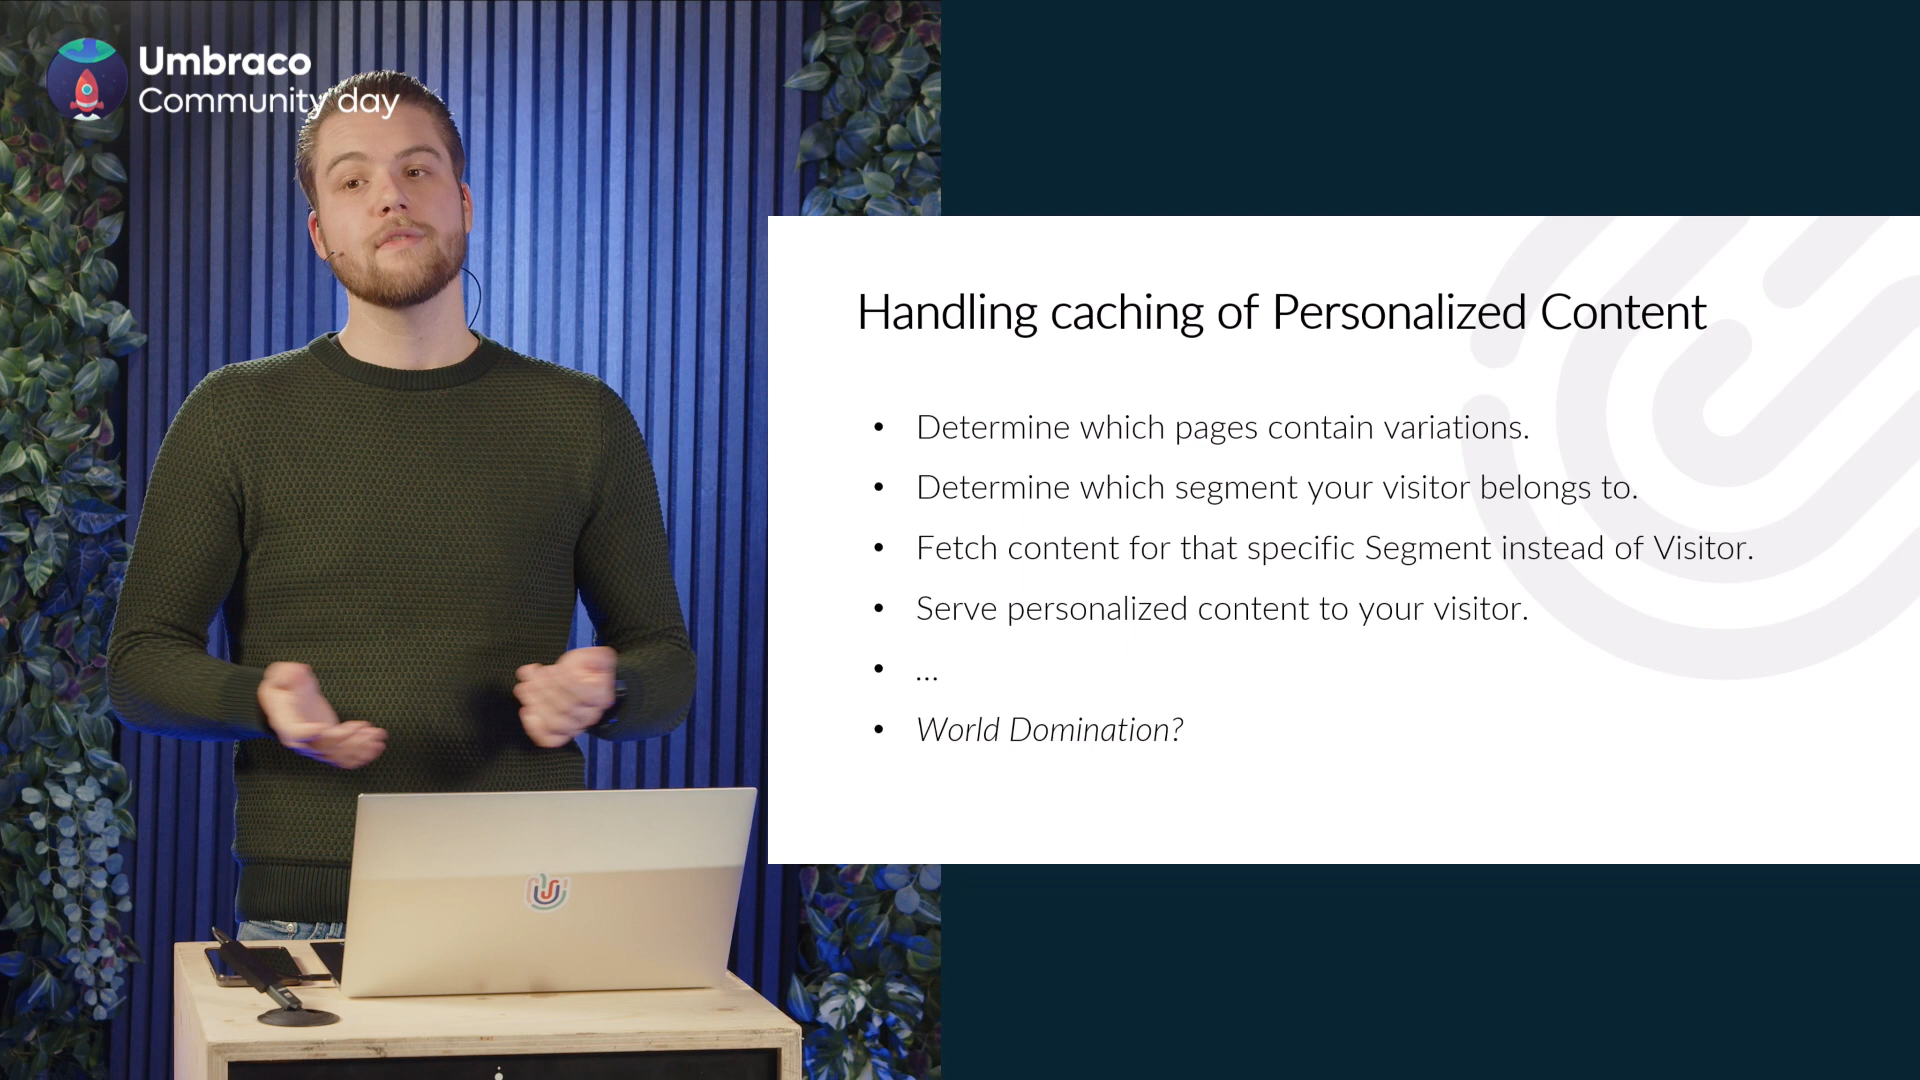 Umbraco
Community day
Handling caching of Personalized Content
• Determine which pages contain variations.
• Determine which segment your visitor belongs to.
• Fetch content for that specific Segment instead of Visitor.
• Serve personalized content to your visitor.
• ...
• World Domination?